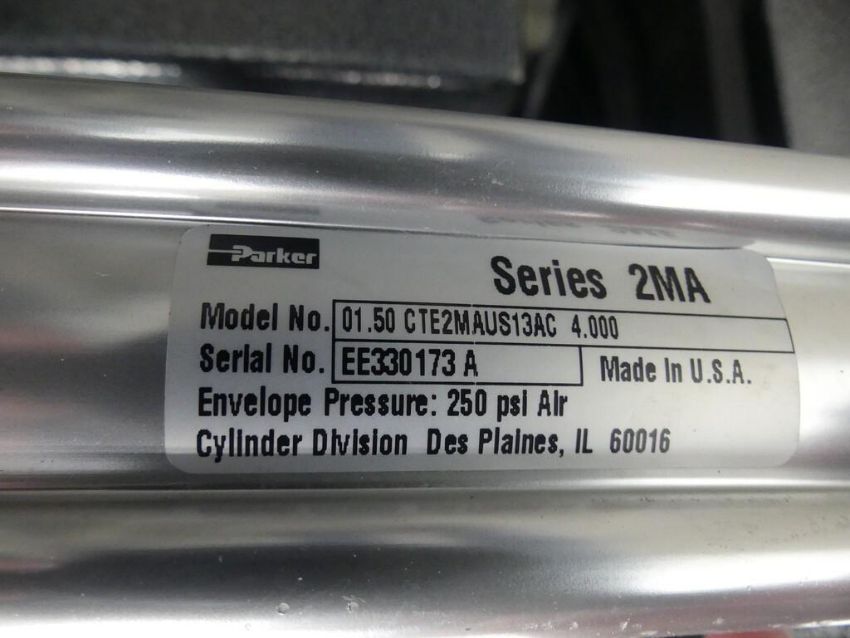 Parker
Series 2MA
Model No. 01.50 CTE2MAUS13AC 4.000
Serial No. EE330173 A Made In U.S.A.
Envelope Pressure: 250 psi Air
Cylinder Division Des Plaines, IL 60016